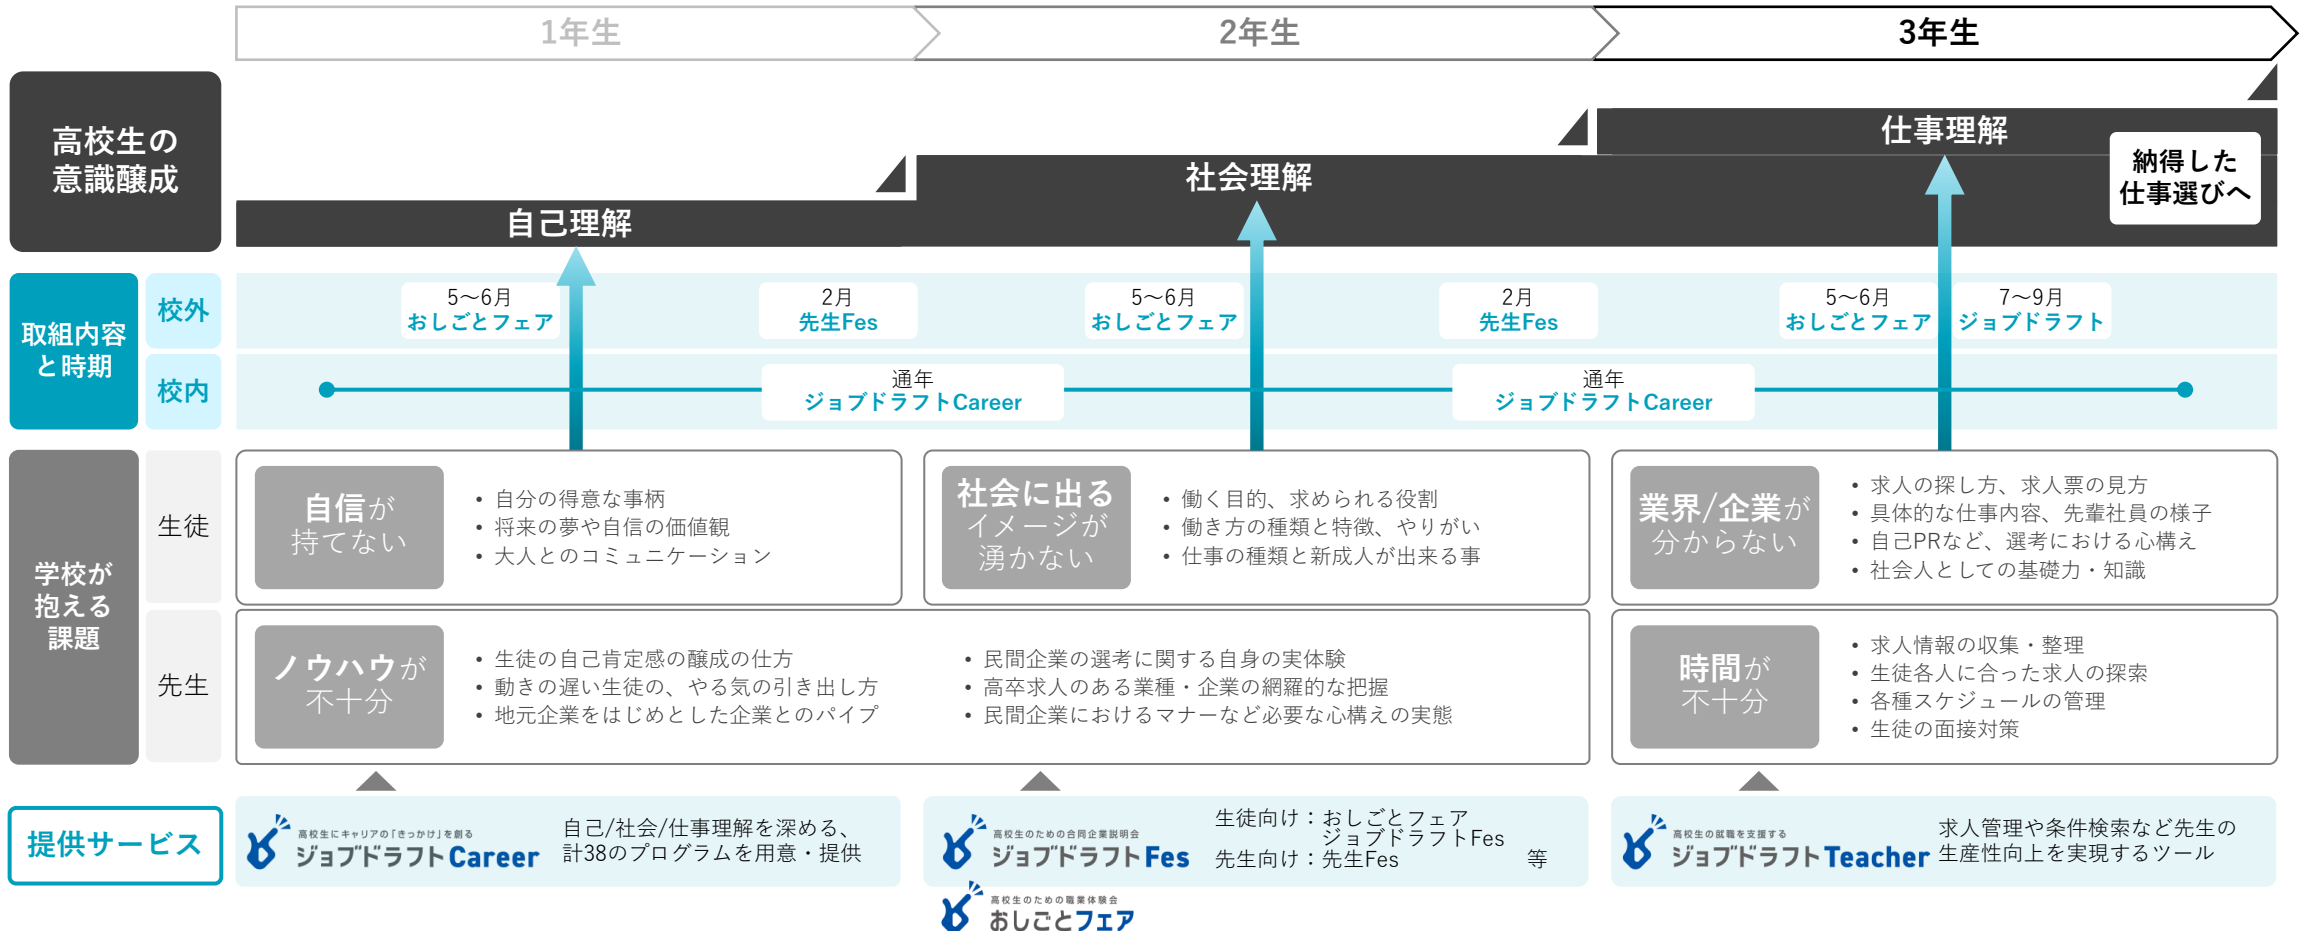 1年生
2年生
3年生
高校生の
意識醸成
自己理解
社会理解
仕事理解
納得した
仕事選びへ
取組内容
と時期
校外
5〜6月
おしごとフェア
2月
先生Fes
5〜6月
おしごとフェア
2月
先生Fes
5〜6月
おしごとフェア
7〜9月
ジョブドラフト
校内
通年
ジョブドラフトCareer
通年
ジョブドラフトCareer
学校が
抱える
課題
生徒
自信が
持てない
• 自分の得意な事柄
• 将来の夢や自信の価値観
• 大人とのコミュニケーション
社会に出る
イメージが
湧かない
• 働く目的、求められる役割
• 働き方の種類と特徴、やりがい
• 仕事の種類と新成人が出来る事
業界/企業が
分からない
• 求人の探し方、求人票の見方
• 具体的な仕事内容、先輩社員の様子
• 自己PRなど、選考における心構え
• 社会人としての基礎力・知識
先生
ノウハウが
不十分
• 生徒の自己肯定感の醸成の仕方
• 動きの遅い生徒の、やる気の引き出し方
• 地元企業をはじめとした企業とのパイプ
• 民間企業の選考に関する自身の実体験
• 高卒求人のある業種・企業の網羅的な把握
• 民間企業におけるマナーなど必要な心構えの実態
時間が
不十分
• 求人情報の収集・整理
• 生徒各人に合った求人の探索
• 各種スケジュールの管理
• 生徒の面接対策
提供サービス
高校生にキャリアの「きっかけ」を創る
ジョブドラフトCareer
自己/社会/仕事理解を深める、
計38のプログラムを用意・提供
高校生のための合同企業説明会
ジョブドラフトFes
生徒向け：おしごとフェア
ジョブドラフトFes
先生向け：先生Fes 等
高校生のための職業体験会
おしごとフェア
高校生の就職を支援する
ジョブドラフトTeacher
求人管理や条件検索など先生の
生産性向上を実現するツール